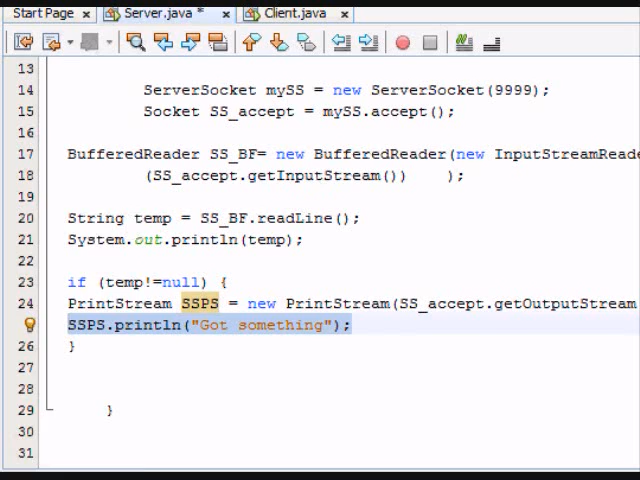 Start Page Server.java * Client.java
13
14 ServerSocket mySS = new ServerSocket(9999);
15 Socket SS_accept = mySS.accept();
16
17 BufferedReader SS_BF= new BufferedReader(new InputStreamReade
18 (SS_accept.getInputStream()) );
19
20 String temp = SS_BF.readLine();
21 System.out.println(temp);
22
23 if (temp!=null) {
24 PrintStream SSPS = new PrintStream(SS_accept.getOutputStream
SSPS.println("Got something");
26 }
27
28
29 }
30
31